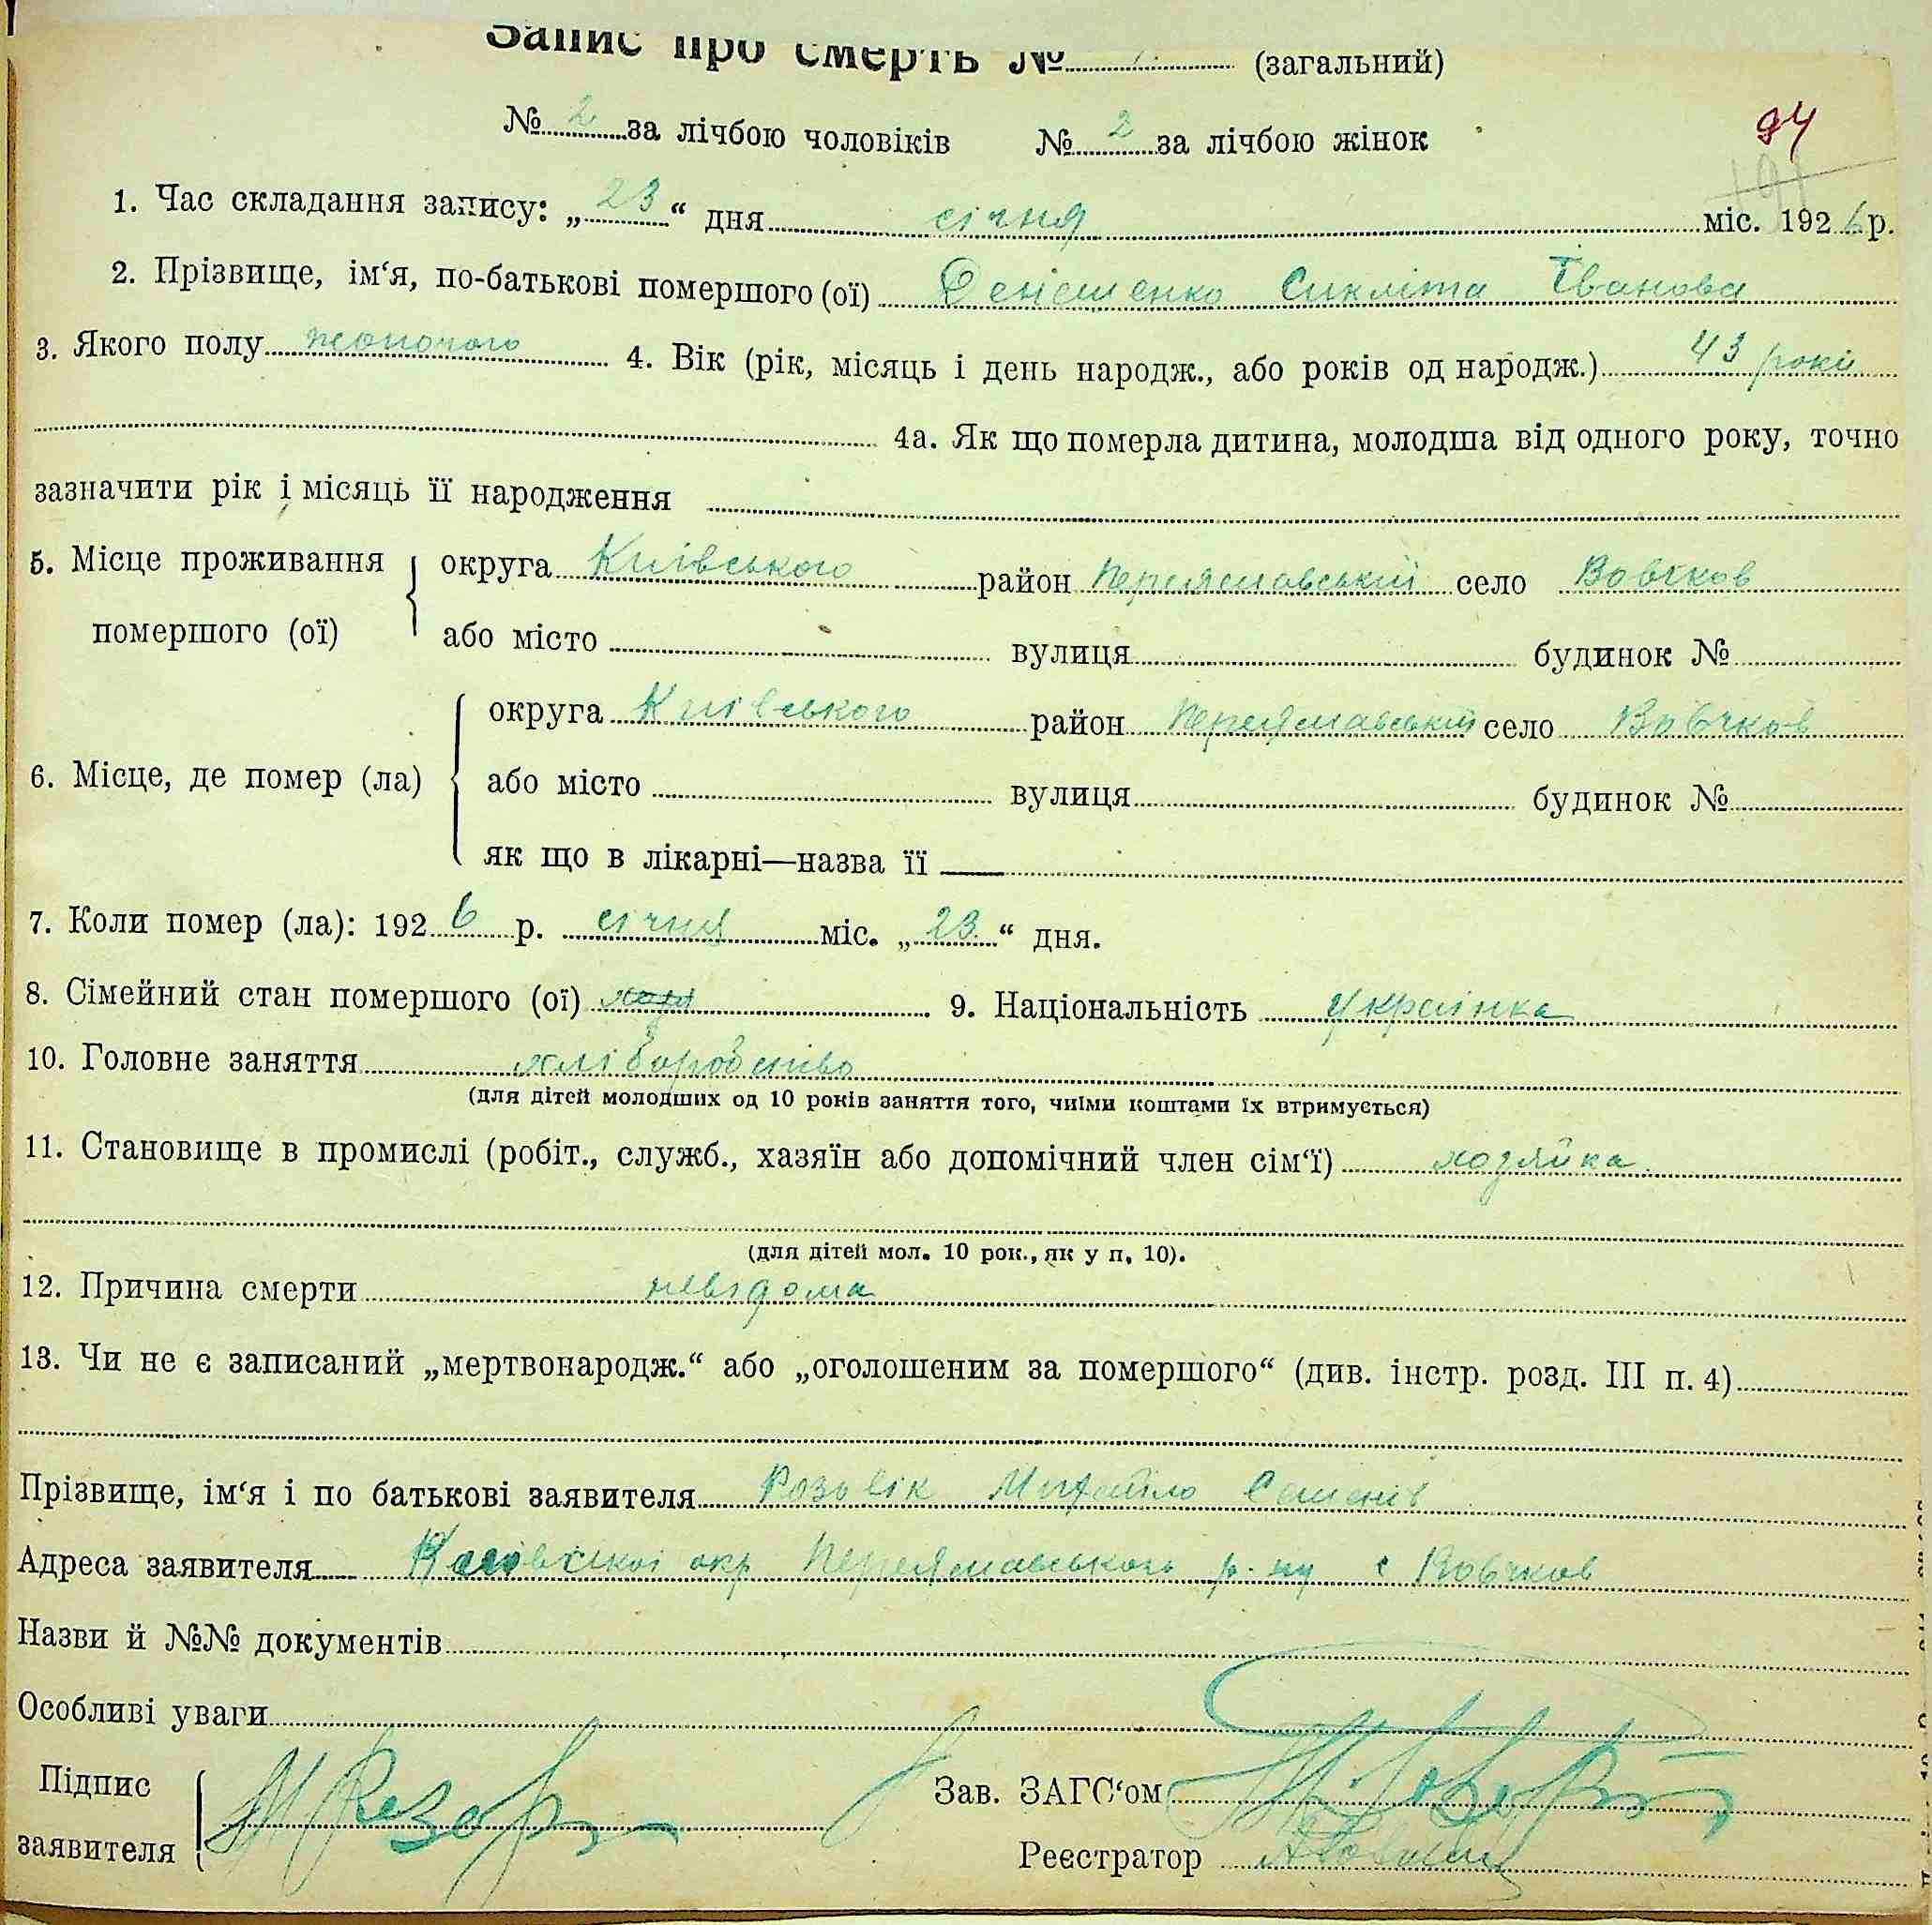 Запис про смерть № (загальний)
№ 2 за лічбою чоловіків № 2 за лічбою жінок
94
191
1. Час складання запису: „23“ дня січня міс. 1926 р.
2. Прізвище, ім‘я, по-батькові помершого (ої) Денишенко Сикліта Іванова
3. Якого полу жоночого 4. Вік (рік, місяць і день народж., або років од народж.) 43 роки
4а. Як що померла дитина, молодша від одного року, точно
зазначити рік і місяць її народження
5. Місце проживання округа Київського район Переяславський село Вовчков
помершого (ої) або місто вулиця будинок №
округа Київського район Переяславський село Вовчков
6. Місце, де помер (ла) або місто вулиця будинок №
як що в лікарні—назва її
7. Коли помер (ла): 1926 р. січня міс. „23“ дня.
8. Сімейний стан помершого (ої) 9. Національність українка
10. Головне заняття хліборобство
(для дітей молодших од 10 років заняття того, чиїми коштами їх втримується)
11. Становище в промислі (робіт., служб., хазяїн або допомічний член сім‘ї) хозяйка
(для дітей мол. 10 рок., як у п. 10).
12. Причина смерти невідома
13. Чи не є записаний „мертвонародж.“ або „оголошеним за помершого“ (див. інстр. розд. III п. 4)
Прізвище, ім‘я і по батькові заявителя Розовік Михайло Семенів
Адреса заявителя окр Переяславського р. ну с Вовчков
Назви й №№ документів
Особливі уваги
Підпис
заявителя
Зав. ЗАГС‘ом
Реєстратор